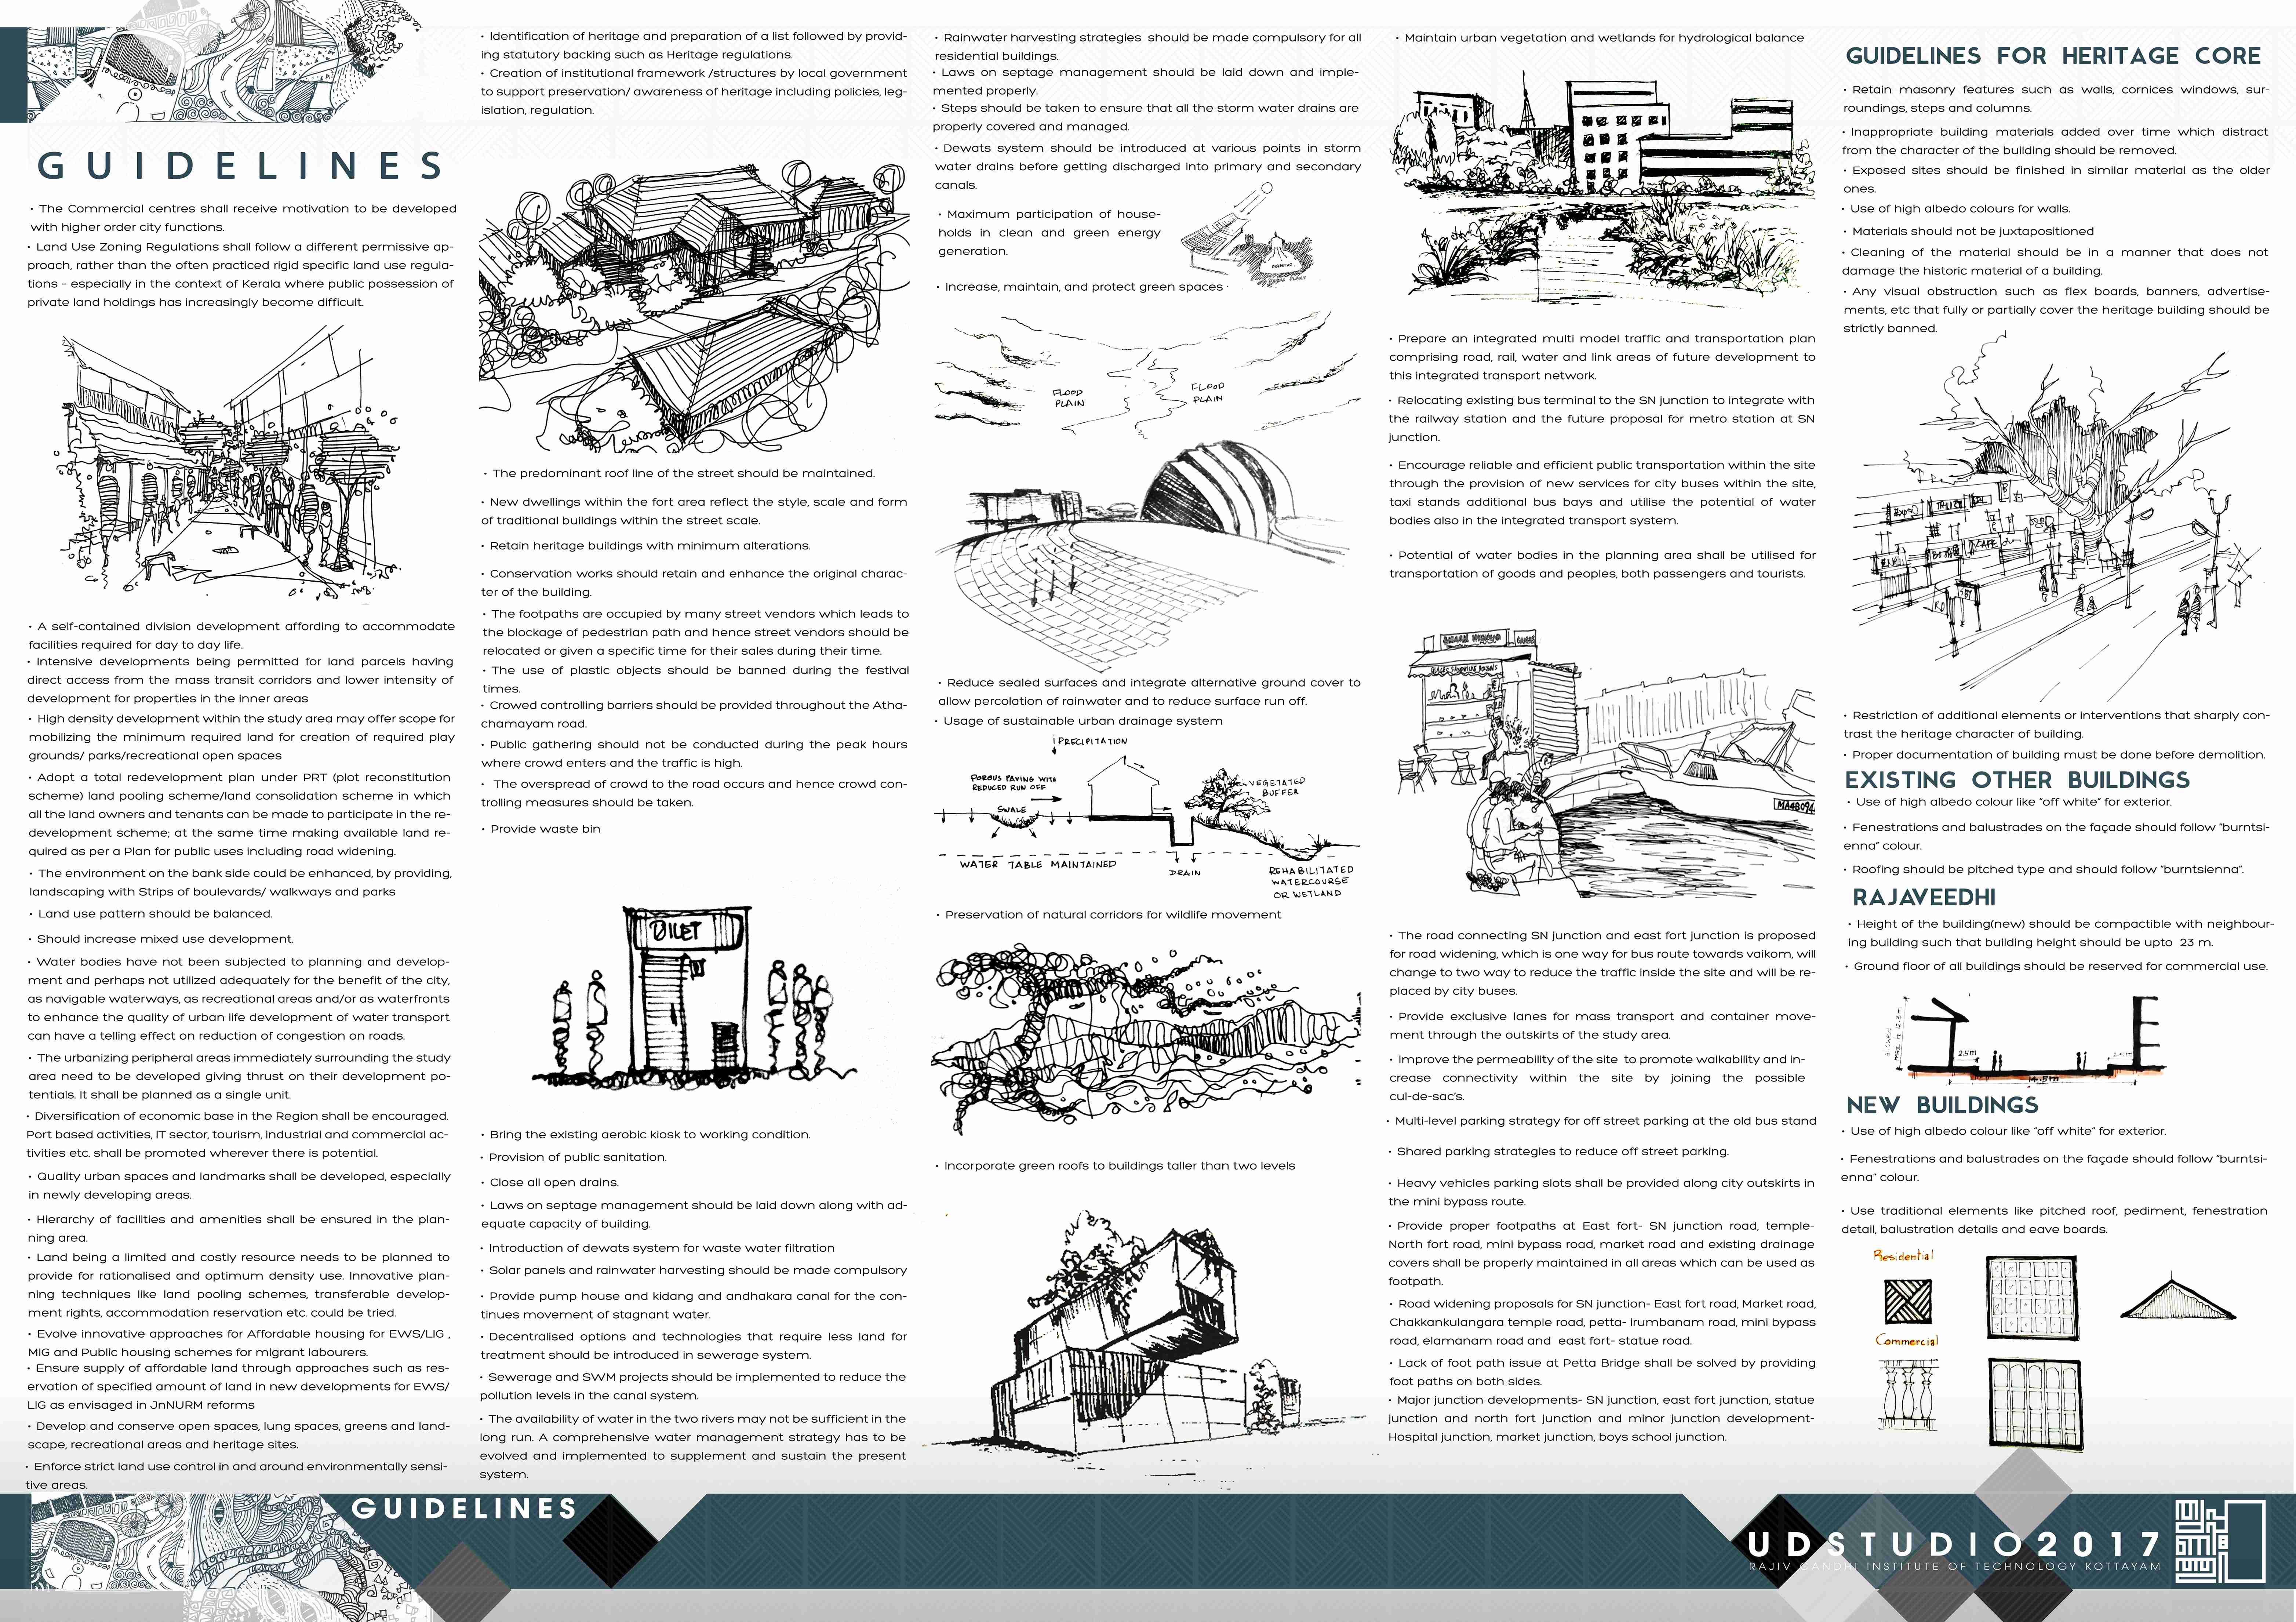 GUIDELINES
• The Commercial centres shall receive motivation to be developed
with higher order city functions.
• Land Use Zoning Regulations shall follow a different permissive ap-
proach, rather than the often practiced rigid specific land use regula-
tions - especially in the context of Kerala where public possession of
private land holdings has increasingly become difficult.
• A self-contained division development affording to accommodate
facilities required for day to day life.
• Intensive developments being permitted for land parcels having
direct access from the mass transit corridors and lower intensity of
development for properties in the inner areas
• High density development within the study area may offer scope for
mobilizing the minimum required land for creation of required play
grounds/ parks/recreational open spaces
• Adopt a total redevelopment plan under PRT (plot reconstitution
scheme) land pooling scheme/land consolidation scheme in which
all the land owners and tenants can be made to participate in the re-
development scheme; at the same time making available land re-
quired as per a Plan for public uses including road widening.
• The environment on the bank side could be enhanced, by providing,
landscaping with Strips of boulevards/ walkways and parks
• Land use pattern should be balanced.
• Should increase mixed use development.
• Water bodies have not been subjected to planning and develop-
ment and perhaps not utilized adequately for the benefit of the city,
as navigable waterways, as recreational areas and/or as waterfronts
to enhance the quality of urban life development of water transport
can have a telling effect on reduction of congestion on roads.
• The urbanizing peripheral areas immediately surrounding the study
area need to be developed giving thrust on their development po-
tentials. It shall be planned as a single unit.
• Diversification of economic base in the Region shall be encouraged.
Port based activities, IT sector, tourism, industrial and commercial ac-
tivities etc. shall be promoted wherever there is potential.
• Quality urban spaces and landmarks shall be developed, especially
in newly developing areas.
• Hierarchy of facilities and amenities shall be ensured in the plan-
ning area.
• Land being a limited and costly resource needs to be planned to
provide for rationalised and optimum density use. Innovative plan-
ning techniques like land pooling schemes, transferable develop-
ment rights, accommodation reservation etc. could be tried.
• Evolve innovative approaches for Affordable housing for EWS/LIG ,
MIG and Public housing schemes for migrant labourers.
• Ensure supply of affordable land through approaches such as res-
ervation of specified amount of land in new developments for EWS/
LIG as envisaged in JnNURM reforms
• Develop and conserve open spaces, lung spaces, greens and land-
scape, recreational areas and heritage sites.
• Enforce strict land use control in and around environmentally sensi-
tive areas.
• Identification of heritage and preparation of a list followed by provid-
ing statutory backing such as Heritage regulations.
• Creation of institutional framework /structures by local government
to support preservation/ awareness of heritage including policies, leg-
islation, regulation.
• The predominant roof line of the street should be maintained.
• New dwellings within the fort area reflect the style, scale and form
of traditional buildings within the street scale.
• Retain heritage buildings with minimum alterations.
• Conservation works should retain and enhance the original charac-
ter of the building.
• The footpaths are occupied by many street vendors which leads to
the blockage of pedestrian path and hence street vendors should be
relocated or given a specific time for their sales during their time.
• The use of plastic objects should be banned during the festival
times.
• Crowed controlling barriers should be provided throughout the Atha-
chamayam road.
• Public gathering should not be conducted during the peak hours
where crowd enters and the traffic is high.
• The overspread of crowd to the road occurs and hence crowd con-
trolling measures should be taken.
• Provide waste bin
TOILET
• Bring the existing aerobic kiosk to working condition.
• Provision of public sanitation.
• Close all open drains.
• Laws on septage management should be laid down along with ad-
equate capacity of building.
• Introduction of dewats system for waste water filtration
• Solar panels and rainwater harvesting should be made compulsory
• Provide pump house and kidang and andhakara canal for the con-
tinues movement of stagnant water.
• Decentralised options and technologies that require less land for
treatment should be introduced in sewerage system.
• Sewerage and SWM projects should be implemented to reduce the
pollution levels in the canal system.
• The availability of water in the two rivers may not be sufficient in the
long run. A comprehensive water management strategy has to be
evolved and implemented to supplement and sustain the present
system.
• Rainwater harvesting strategies should be made compulsory for all
residential buildings.
• Laws on septage management should be laid down and imple-
mented properly.
• Steps should be taken to ensure that all the storm water drains are
properly covered and managed.
• Dewats system should be introduced at various points in storm
water drains before getting discharged into primary and secondary
canals.
• Maximum participation of house-
holds in clean and green energy
generation.
• Increase, maintain, and protect green spaces
FLOOD
PLAIN
FLOOD
PLAIN
• Reduce sealed surfaces and integrate alternative ground cover to
allow percolation of rainwater and to reduce surface run off.
• Usage of sustainable urban drainage system
PRECIPITATION
POROUS PAVING WITH
REDUCED RUN OFF
SWALE
VEGETATED
BUFFER
WATER TABLE MAINTAINED
DRAIN
REHABILITATED
WATERCOURSE
OR WETLAND
• Preservation of natural corridors for wildlife movement
• Incorporate green roofs to buildings taller than two levels
• Maintain urban vegetation and wetlands for hydrological balance
• Prepare an integrated multi model traffic and transportation plan
comprising road, rail, water and link areas of future development to
this integrated transport network.
• Relocating existing bus terminal to the SN junction to integrate with
the railway station and the future proposal for metro station at SN
junction.
• Encourage reliable and efficient public transportation within the site
through the provision of new services for city buses within the site,
taxi stands additional bus bays and utilise the potential of water
bodies also in the integrated transport system.
• Potential of water bodies in the planning area shall be utilised for
transportation of goods and peoples, both passengers and tourists.
• The road connecting SN junction and east fort junction is proposed
for road widening, which is one way for bus route towards vaikom, will
change to two way to reduce the traffic inside the site and will be re-
placed by city buses.
• Provide exclusive lanes for mass transport and container move-
ment through the outskirts of the study area.
• Improve the permeability of the site to promote walkability and in-
crease connectivity within the site by joining the possible
cul-de-sac's.
• Multi-level parking strategy for off street parking at the old bus stand
• Shared parking strategies to reduce off street parking.
• Heavy vehicles parking slots shall be provided along city outskirts in
the mini bypass route.
• Provide proper footpaths at East fort- SN junction road, temple-
North fort road, mini bypass road, market road and existing drainage
covers shall be properly maintained in all areas which can be used as
footpath.
• Road widening proposals for SN junction- East fort road, Market road,
Chakkankulangara temple road, petta- irumbanam road, mini bypass
road, elamanam road and east fort- statue road.
• Lack of foot path issue at Petta Bridge shall be solved by providing
foot paths on both sides.
• Major junction developments- SN junction, east fort junction, statue
junction and north fort junction and minor junction development-
Hospital junction, market junction, boys school junction.
GUIDELINES FOR HERITAGE CORE
• Retain masonry features such as walls, cornices windows, sur-
roundings, steps and columns.
• Inappropriate building materials added over time which distract
from the character of the building should be removed.
• Exposed sites should be finished in similar material as the older
ones.
• Use of high albedo colours for walls.
• Materials should not be juxtapositioned
• Cleaning of the material should be in a manner that does not
damage the historic material of a building.
• Any visual obstruction such as flex boards, banners, advertise-
ments, etc that fully or partially cover the heritage building should be
strictly banned.
• Restriction of additional elements or interventions that sharply con-
trast the heritage character of building.
• Proper documentation of building must be done before demolition.
EXISTING OTHER BUILDINGS
• Use of high albedo colour like "off white" for exterior.
• Fenestrations and balustrades on the façade should follow "burntsi-
enna" colour.
• Roofing should be pitched type and should follow "burntsienna".
RAJAVEEDHI
• Height of the building(new) should be compactible with neighbour-
ing building such that building height should be upto 23 m.
• Ground floor of all buildings should be reserved for commercial use.
2.5m
14.5m
NEW BUILDINGS
• Use of high albedo colour like "off white" for exterior.
• Fenestrations and balustrades on the façade should follow "burntsi-
enna" colour.
• Use traditional elements like pitched roof, pediment, fenestration
detail, balustration details and eave boards.
Residential
Commercial
GUIDELINES
UDSTUDIO2017
RAJIV GANDHI INSTITUTE OF TECHNOLOGY KOTTAYAM